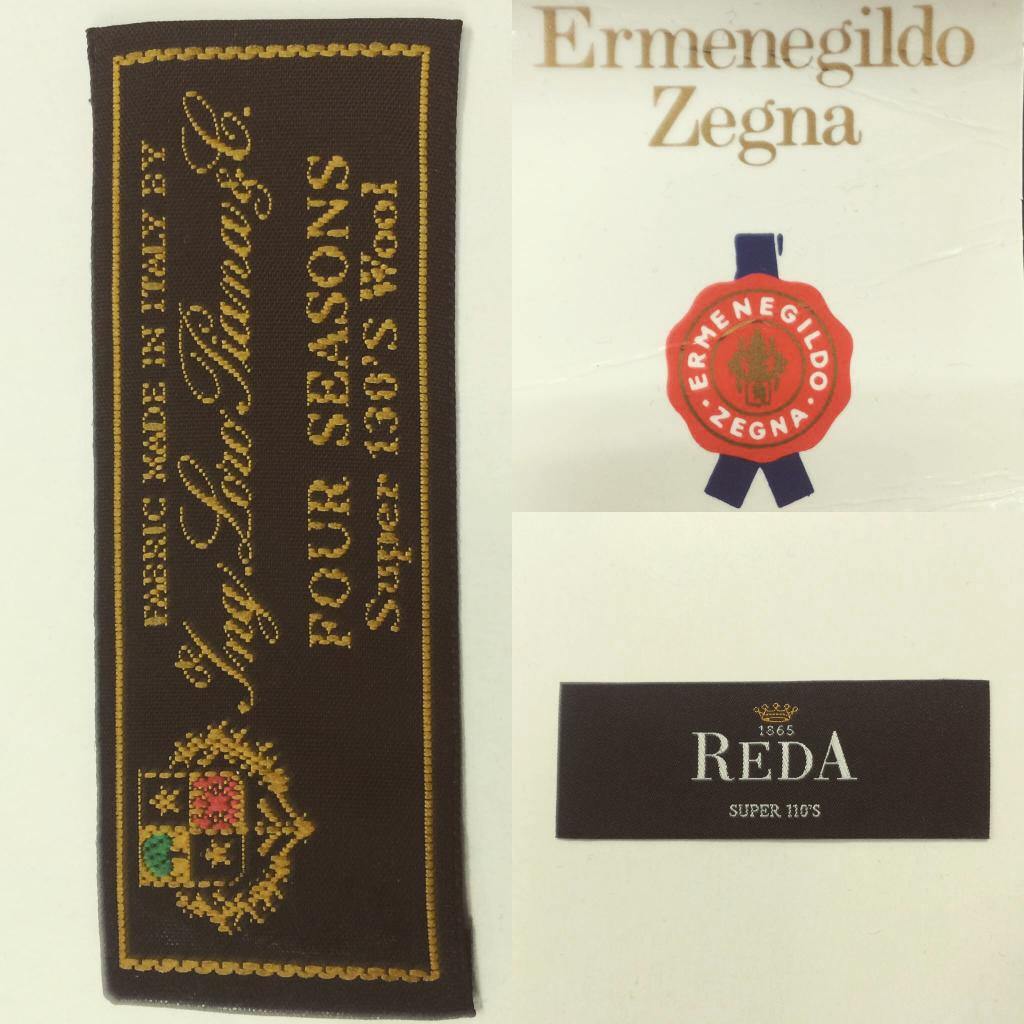 FABRIC MADE IN ITALY BY
Ing. Loro Piana & C.
FOUR SEASONS
Super 130'S Wool
Ermenegildo
Zegna
ERMENEGILDO
· ZEGNA ·
1865
REDA
SUPER 110'S